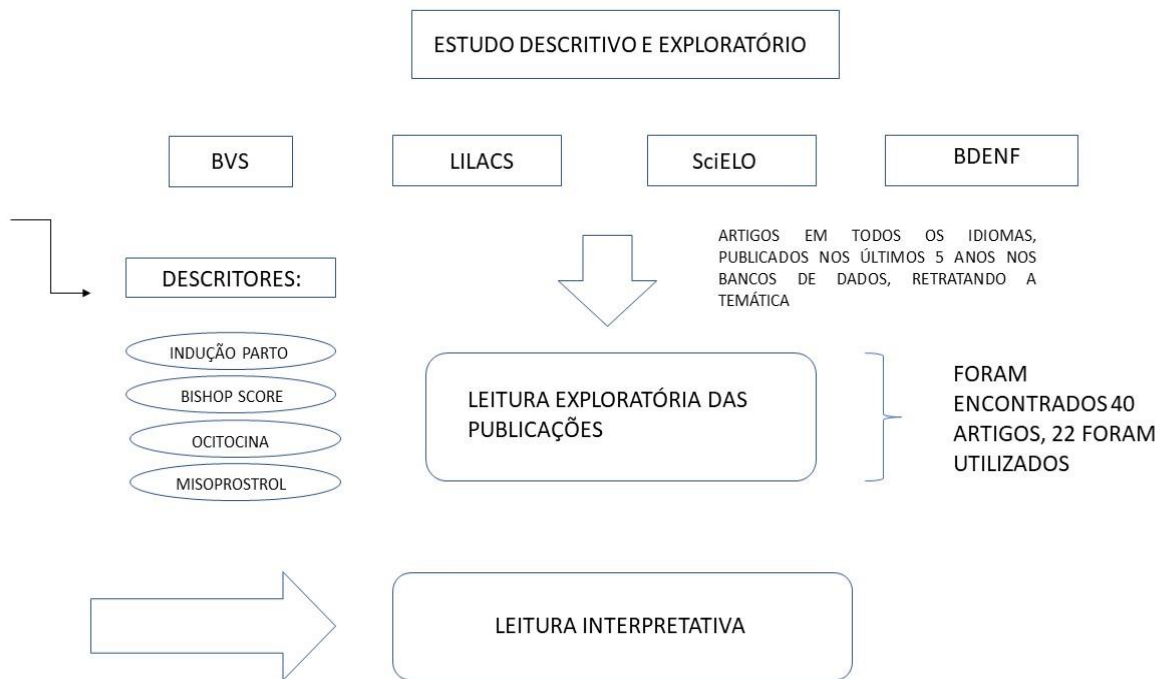 ESTUDO DESCRITIVO E EXPLORATÓRIO
BVS
LILACS
SciELO
BDENF
ARTIGOS EM TODOS OS IDIOMAS,
PUBLICADOS NOS ÚLTIMOS 5 ANOS NOS
BANCOS DE DADOS, RETRATANDO A
TEMÁTICA
DESCRITORES:
INDUÇÃO PARTO
BISHOP SCORE
OCITOCINA
MISOPROSTROL
LEITURA EXPLORATÓRIA DAS
PUBLICAÇÕES
FORAM
ENCONTRADOS 40
ARTIGOS, 22 FORAM
UTILIZADOS
LEITURA INTERPRETATIVA